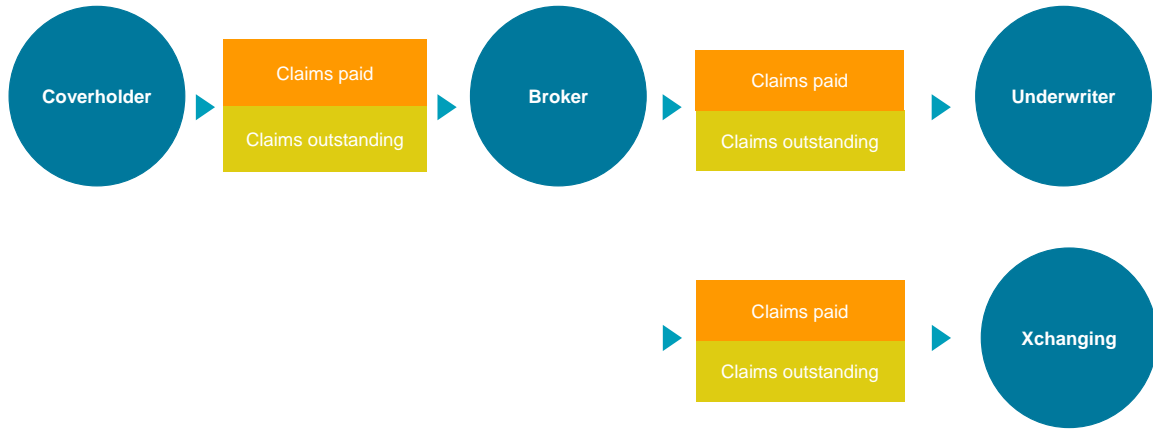 Coverholder
Claims paid
Claims outstanding
Broker
Claims paid
Claims outstanding
Underwriter
Claims paid
Claims outstanding
Xchanging